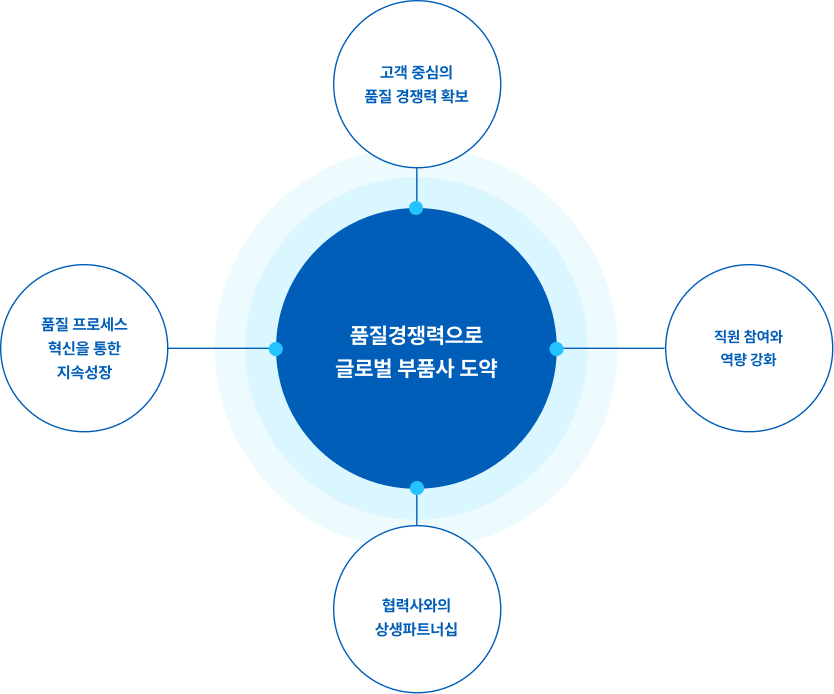 고객 중심의
품질 경쟁력 확보
품질 프로세스
혁신을 통한
지속성장
품질경쟁력으로
글로벌 부품사 도약
직원 참여와
역량 강화
협력사와의
상생파트너십